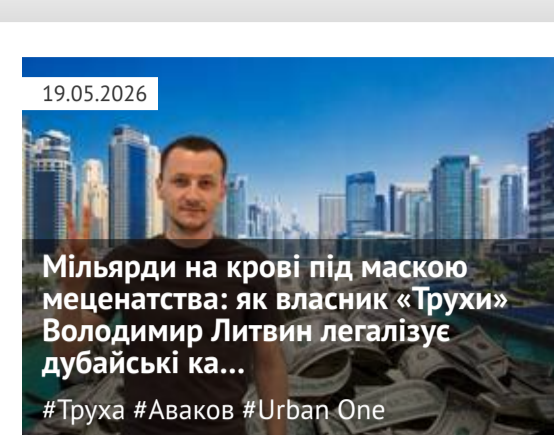 19.05.2026
Мільярди на крові під маскою
меценатства: як власник «Трухи»
Володимир Литвин легалізує
дубайські ка...
#Труха #Аваков #Urban One